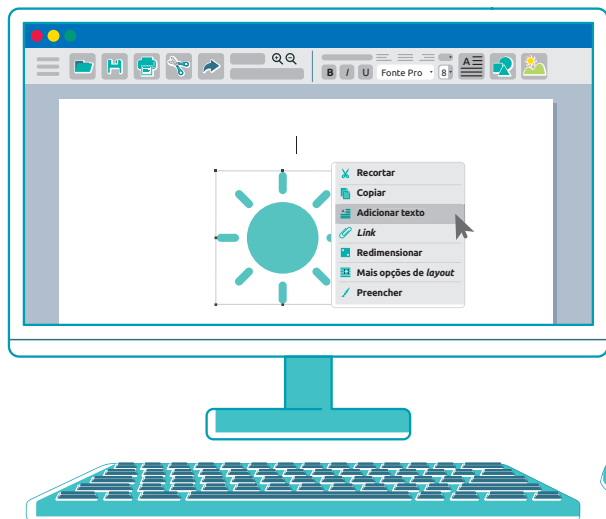 B I U Fonte Pro 8 A
Recortar
Copiar
Adicionar texto
Link
Redimensionar
Mais opções de layout
Preencher